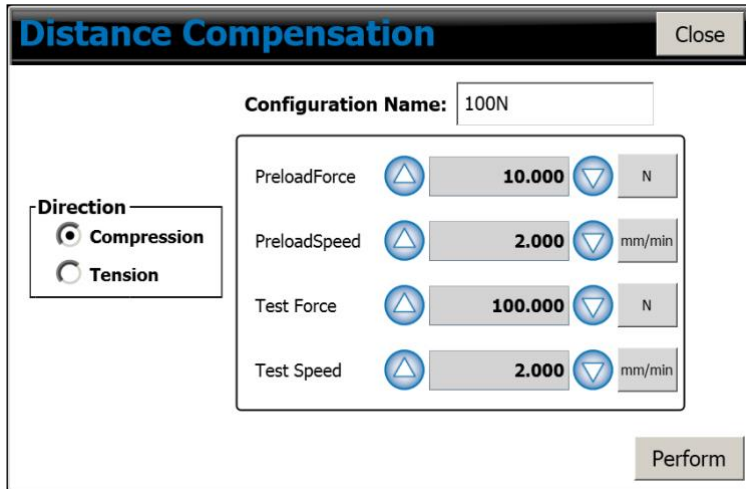 Distance Compensation
Close
Configuration Name: 100N
Direction
Compression
Tension
PreloadForce 10.000 N
PreloadSpeed 2.000 mm/min
Test Force 100.000 N
Test Speed 2.000 mm/min
Perform